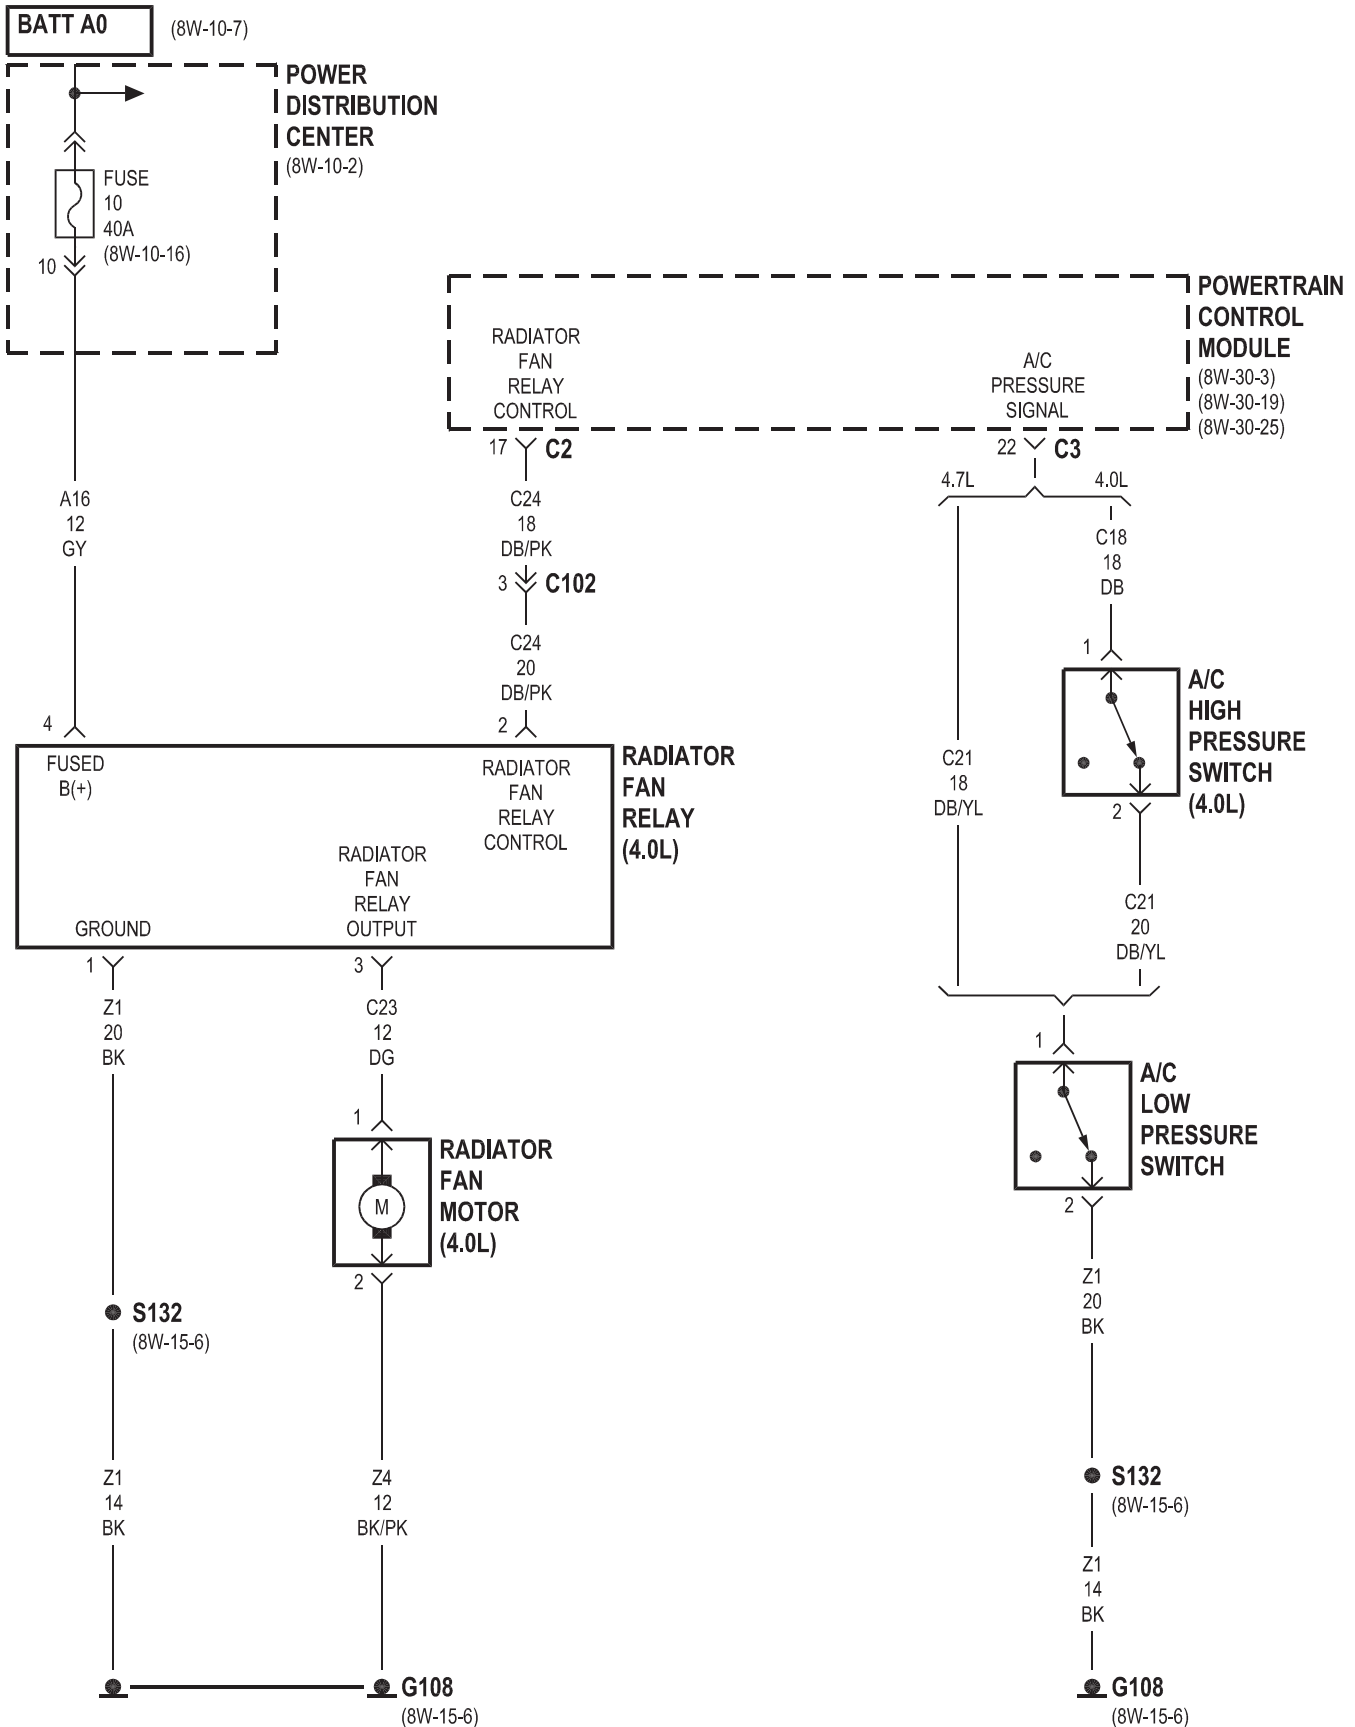 BATT A0
(8W-10-7)
POWER
DISTRIBUTION
CENTER
(8W-10-2)
FUSE
10
40A
(8W-10-16)
10
POWERTRAIN
CONTROL
MODULE
(8W-30-3)
(8W-30-19)
(8W-30-25)
RADIATOR
FAN
RELAY
CONTROL
A/C
PRESSURE
SIGNAL
17
C2
22
C3
4.7L
4.0L
A16
12
GY
C24
18
DB/PK
C18
18
DB
3
C102
C24
20
DB/PK
1
A/C
HIGH
PRESSURE
SWITCH
(4.0L)
4
2
FUSED
B(+)
RADIATOR
FAN
RELAY
CONTROL
RADIATOR
FAN
RELAY
(4.0L)
C21
18
DB/YL
2
RADIATOR
FAN
RELAY
OUTPUT
GROUND
C21
20
DB/YL
1
3
Z1
20
BK
C23
12
DG
1
A/C
LOW
PRESSURE
SWITCH
1
RADIATOR
FAN
MOTOR
(4.0L)
M
2
2
Z1
20
BK
S132
(8W-15-6)
Z1
14
BK
Z4
12
BK/PK
S132
(8W-15-6)
Z1
14
BK
G108
(8W-15-6)
G108
(8W-15-6)